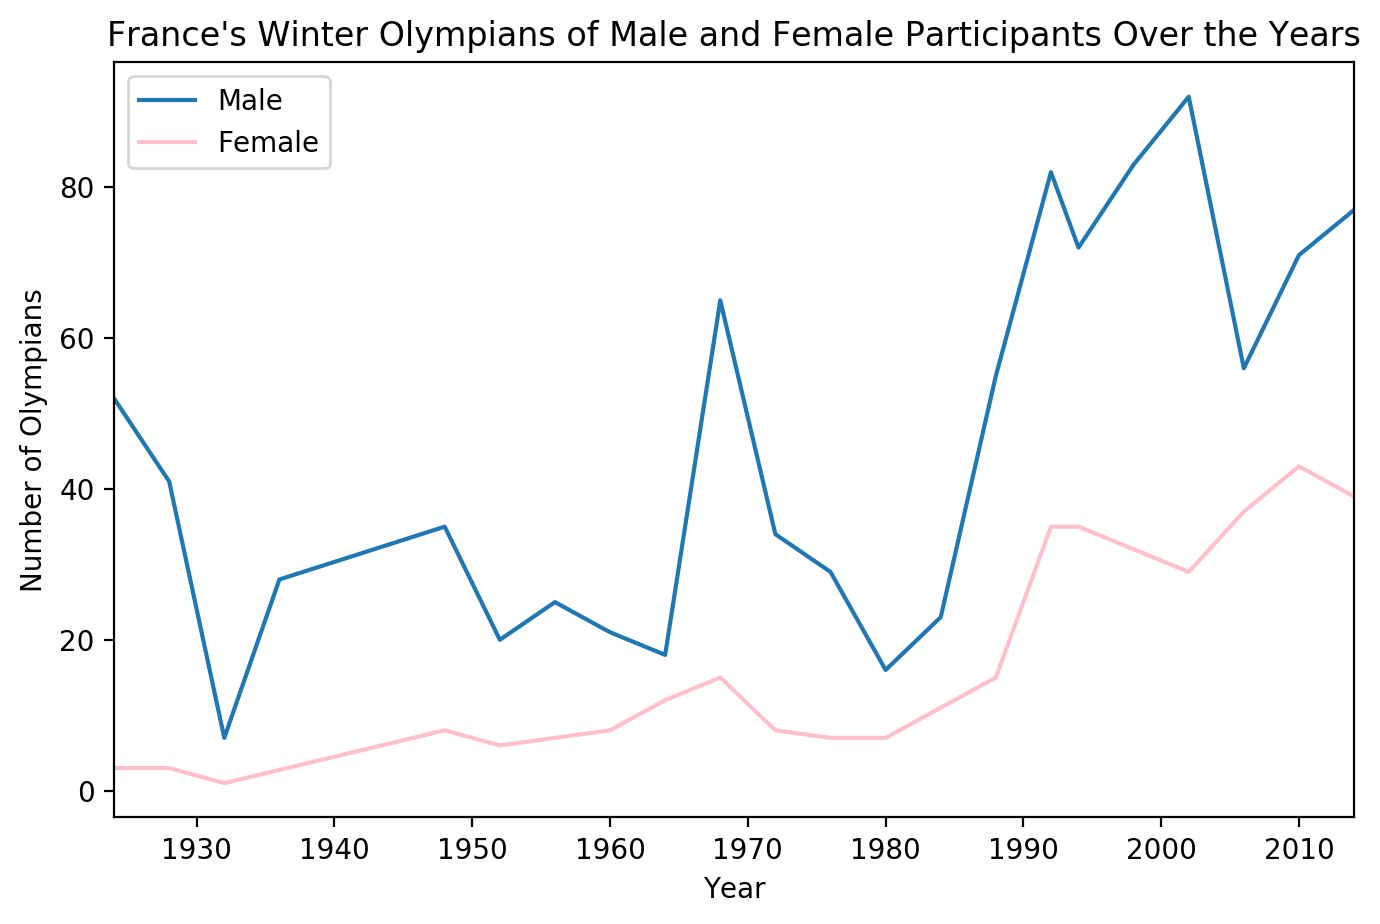 France's Winter Olympians of Male and Female Participants Over the Years
Male
Female
Number of Olympians
80
60
40
20
0
1930 1940 1950 1960 1970 1980 1990 2000 2010
Year